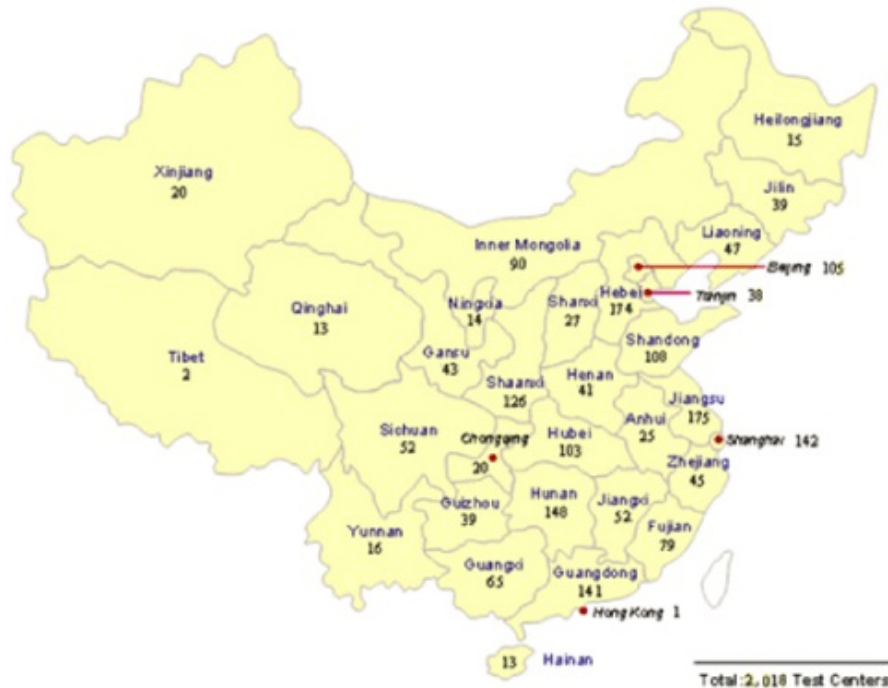 Heilongjiang
15
Xinjiang
20
Jilin
39
Liaoning
47
Inner Mongolia
90
Beijing 105
Tianjin 38
Hebei
174
Ningxia
14
Shanxi
27
Qinghai
13
Shandong
108
Gansu
43
Tibet
2
Shaanxi
126
Henan
41
Jiangsu
175
Anhui
25
Sichuan
52
Chongqing
20
Hubei
103
Shanghai 142
Zhejiang
45
Guizhou
39
Hunan
148
Jiangxi
52
Fujian
79
Yunnan
16
Guangxi
65
Guangdong
141
Hong Kong 1
13 Hainan
Total:2,018 Test Centers